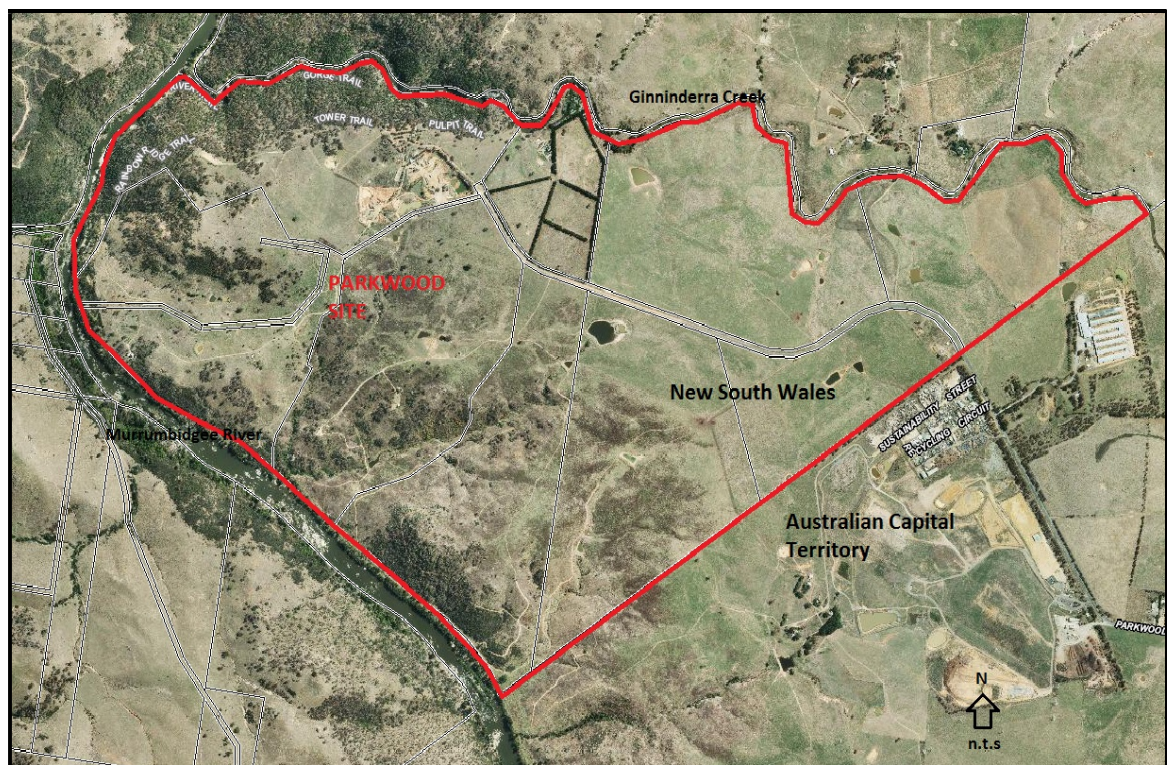 GORGE TRAIL
RIVER
Ginninderra Creek
TOWER TRAIL
PULPIT TRAIL
PARKWOOD
SITE
New South Wales
SUSTAINABILITY STREET
CYCLING CIRCUIT
Murrumbidgee River
Australian Capital
Territory
PARKWOOD
N
n.t.s